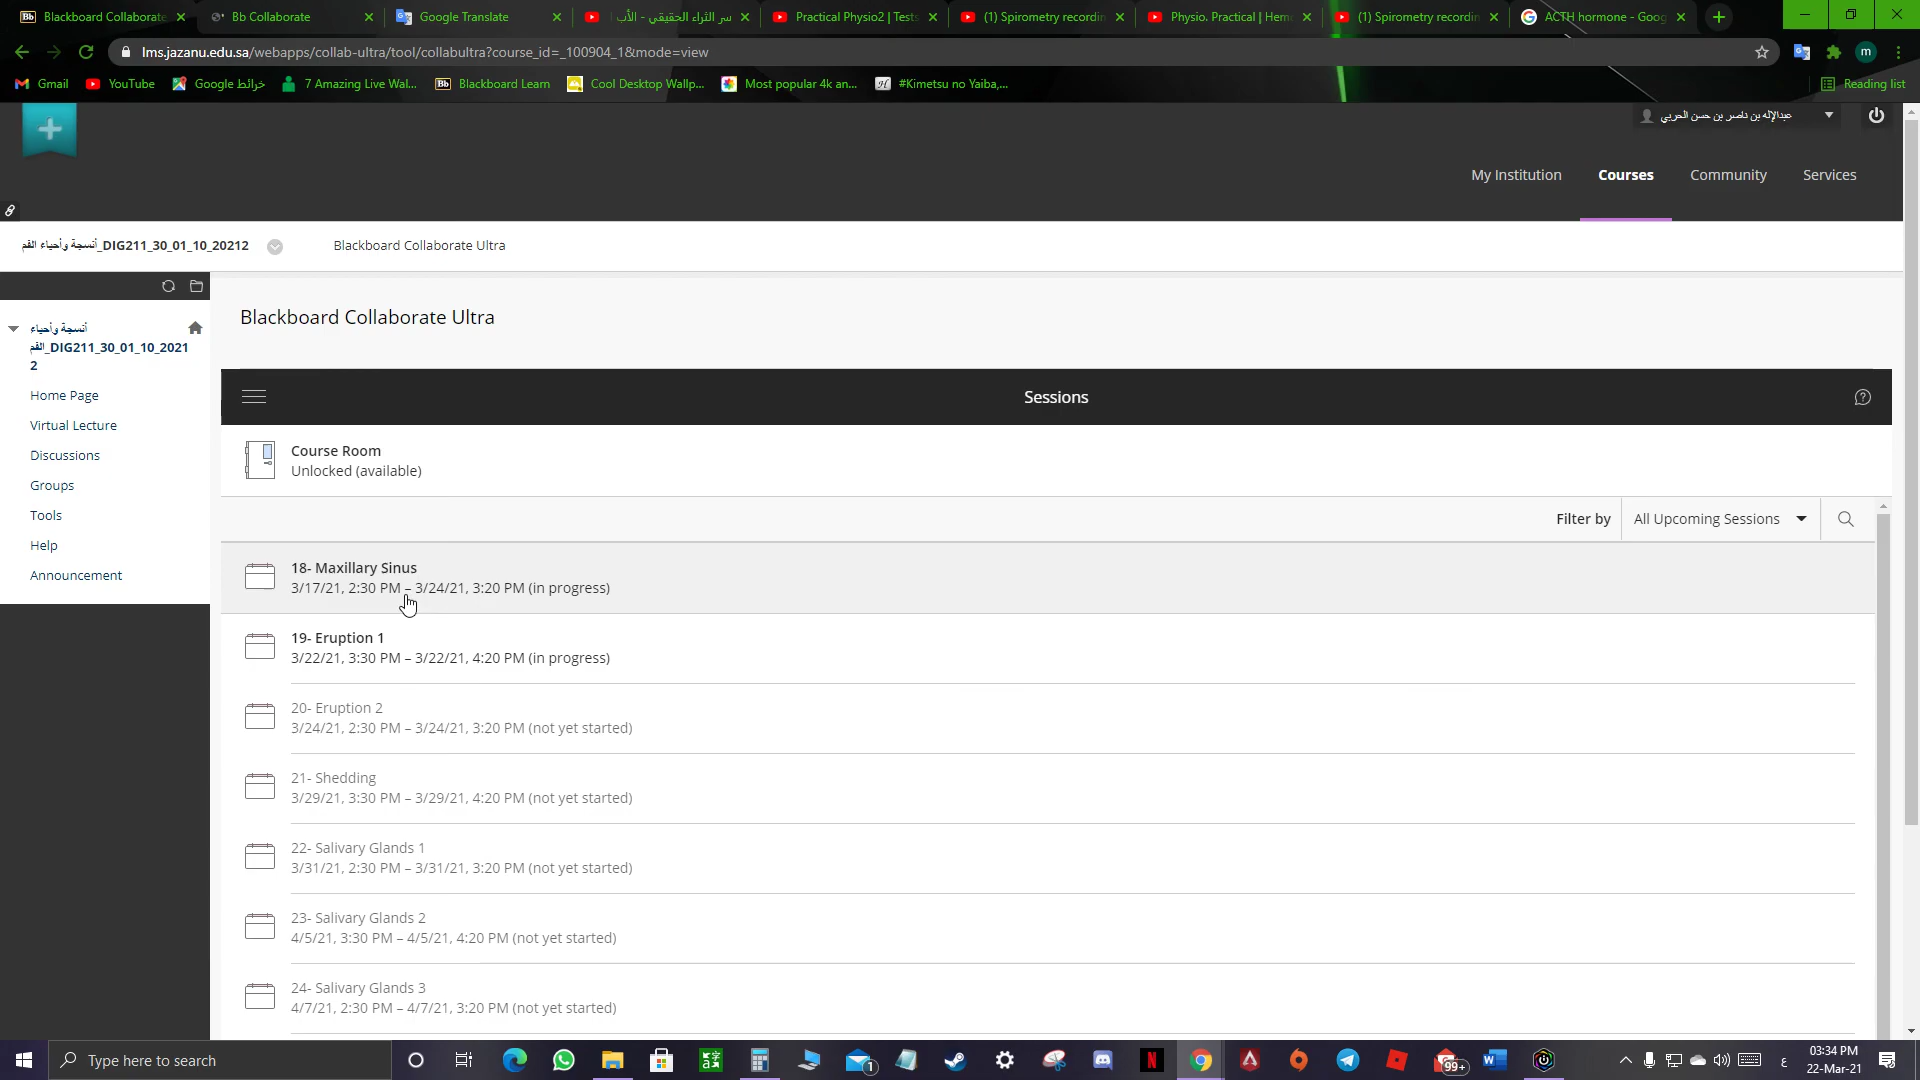 Blackboard Collaborate
Bb Collaborate
Google Translate
سر الثراء الحقيقي - الأب
Practical Physio2 | Tests
(1) Spirometry recordin
Physio. Practical | Hem
(1) Spirometry recordin
ACTH hormone - Goog
lms.jazanu.edu.sa/webapps/collab-ultra/tool/collabultra?course_id=_100904_1&mode=view
m
Gmail
YouTube
خرائط Google
7 Amazing Live Wal...
Blackboard Learn
Cool Desktop Wallp...
Most popular 4k an...
#Kimetsu no Yaiba,...
Reading list
عبدالإله بن ناصر بن حسن الحربي
My Institution
Courses
Community
Services
أنسجة وأحياء الفم_DIG211_30_01_10_20212
Blackboard Collaborate Ultra
أنسجة وأحياء
الفم_DIG211_30_01_10_2021
2
Home Page
Virtual Lecture
Discussions
Groups
Tools
Help
Announcement
Blackboard Collaborate Ultra
Sessions
Course Room
Unlocked (available)
Filter by
All Upcoming Sessions
18- Maxillary Sinus
3/17/21, 2:30 PM – 3/24/21, 3:20 PM (in progress)
19- Eruption 1
3/22/21, 3:30 PM – 3/22/21, 4:20 PM (in progress)
20- Eruption 2
3/24/21, 2:30 PM – 3/24/21, 3:20 PM (not yet started)
21- Shedding
3/29/21, 3:30 PM – 3/29/21, 4:20 PM (not yet started)
22- Salivary Glands 1
3/31/21, 2:30 PM – 3/31/21, 3:20 PM (not yet started)
23- Salivary Glands 2
4/5/21, 3:30 PM – 4/5/21, 4:20 PM (not yet started)
24- Salivary Glands 3
4/7/21, 2:30 PM – 4/7/21, 3:20 PM (not yet started)
Type here to search
1
99+
ع
03:34 PM
22-Mar-21